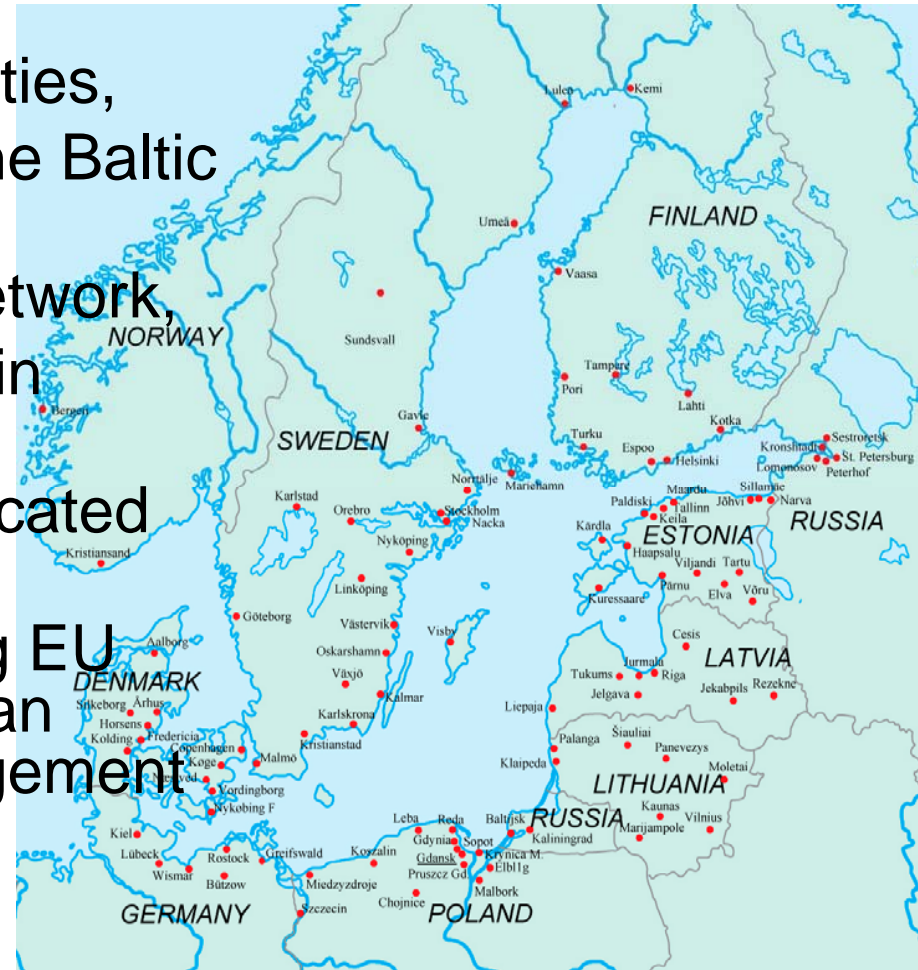 ties,
ne Baltic
etwork,
in
cated
g EU
an
gement
Luleå
Kemi
Umeå
FINLAND
Vaasa
NORWAY
Sundsvall
Tampere
Pori
Lahti
Bergen
Gavle
Kotka
SWEDEN
Turku
Espoo
Helsinki
Kronshtadt
Sestroretsk
St. Petersburg
Lomonosov
Peterhof
Norrtälje
Mariehamn
Karlstad
Orebro
Stockholm
Nacka
Maardu
Sillamäe
Paldiski
Tallinn
Jõhvi
Narva
Keila
RUSSIA
Kärdla
ESTONIA
Kristiansand
Nyköping
Haapsalu
Viljandi
Tartu
Linköping
Pärnu
Elva
Võru
Kuressaare
Göteborg
Västervik
Visby
Cesis
Aalborg
Oskarshamn
LATVIA
DENMARK
Växjö
Jurmala
Tukums
Riga
Rezekne
Silkeborg
Århus
Kalmar
Jelgava
Jekabpils
Horsens
Karlskrona
Liepaja
Kolding
Fredericia
Kristianstad
Šiauliai
Copenhagen
Palanga
Panevezys
Køge
Malmö
Klaipeda
Moletai
Næstved
LITHUANIA
Vordingborg
Kaunas
Nykøbing F
Leba
Reda
Baltijsk
RUSSIA
Marijampole
Vilnius
Kaliningrad
Kiel
Gdynia
Sopot
Lübeck
Rostock
Greifswald
Koszalin
Gdansk
Krynica M.
Wismar
Pruszcz Gd.
Elbl1g
Bützow
Miedzyzdroje
Malbork
GERMANY
Szczecin
Chojnice
POLAND